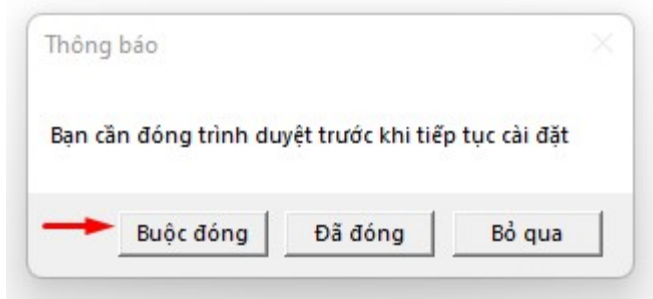 Thông báo
Bạn cần đóng trình duyệt trước khi tiếp tục cài đặt
Buộc đóng Đã đóng Bỏ qua